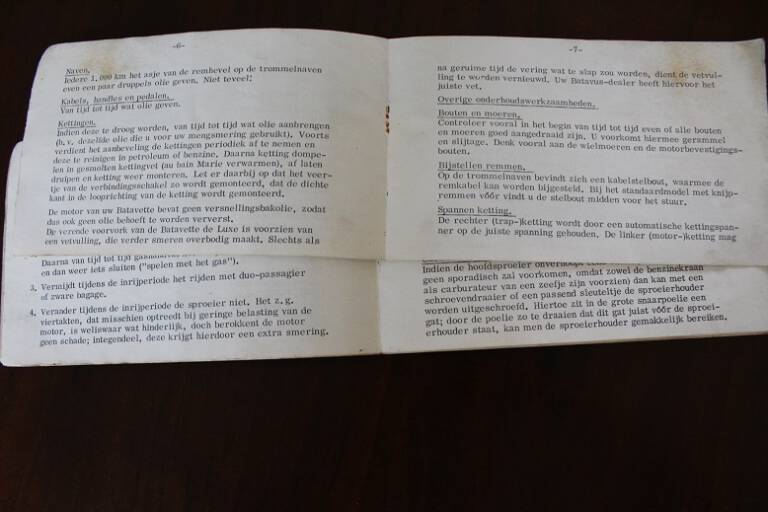 -6-
Naven.
Iedere 1.000 km het asje van de remhevel op de trommelnaven
even een paar druppels olie geven. Niet teveel!
Kabels, handles en pedalen.
Van tijd tot tijd wat olie geven.
Kettingen.
Indien deze te droog worden, van tijd tot tijd wat olie aanbrengen
(b.v. dezelfde olie die u voor uw mengsmering gebruikt). Voorts
verdient het aanbeveling de kettingen periodiek af te nemen en
deze te reinigen in petroleum of benzine. Daarna ketting dompe-
len in gesmolten kettingvet (au bain Marie verwarmen), af laten
druipen en ketting weer monteren. Let er daarbij op dat het veer-
tje van de verbindingsschakel zo wordt gemonteerd, dat de dichte
kant in de looprichting van de ketting wordt gemonteerd.
De motor van uw Batavette bevat geen versnellingsbakolie, zodat
das ook geen olie behoeft te worden ververst.
De verende voorvork van de Batavette de Luxe is voorzien van
een vetvulling, die verder smeren overbodig maakt. Slechts als
Daarna van tijd tot tijd
en dan weer iets sluiten ("spelen met het gas").
3. Vermijdt tijdens de inrijperiode het rijden met duo-passagier
of zware bagage.
4. Verander tijdens de inrijperiode de sproeier niet. Het z.g.
viertakten, dat misschien optreedt bij geringe belasting van de
motor, is weliswaar wat hinderlijk, doch berokkent de motor
geen schade; integendeel, deze krijgt hierdoor een extra smering.
-7-
na geruime tijd de vering wat te slap zou worden, dient de vetvul-
ling te worden vernieuwd. Uw Batavus-dealer heeft hiervoor het
juiste vet.
Overige onderhoudswerkzaamheden.
Bouten en moeren.
Controleer vooral in het begin van tijd tot tijd even of alle bouten
en moeren goed aangedraaid zijn. U voorkomt hiermee gerammel
en slijtage. Denk vooral aan de wielmoeren en de motorbevestigings-
bouten.
Bijstellen remmen.
Op de trommelnaven bevindt zich een kabelstelbout, waarmee de
remkabel kan worden bijgesteld. Bij het standaardmodel met knijp-
remmen vóór vindt u de stelbout midden voor het stuur.
Spannen ketting.
De rechter (trap-)ketting wordt door een automatische kettingspan-
ner op de juiste spanning gehouden. De linker (motor-)ketting mag
Indien de hoofdsproeier
geen sporadisch zal voorkomen, omdat zowel de benzinekraan
als carburateur van een zeefje zijn voorzien) dan kan met een
schroevendraaier of een passend sleuteltje de sproeierhouder
worden uitgeschroefd. Hiertoe zit in de grote snaarpoelie een
gat; door de poelie zo te draaien dat dit gat juist vóór de sproei-
erhouder staat, kan men de sproeierhouder gemakkelijk bereiken.